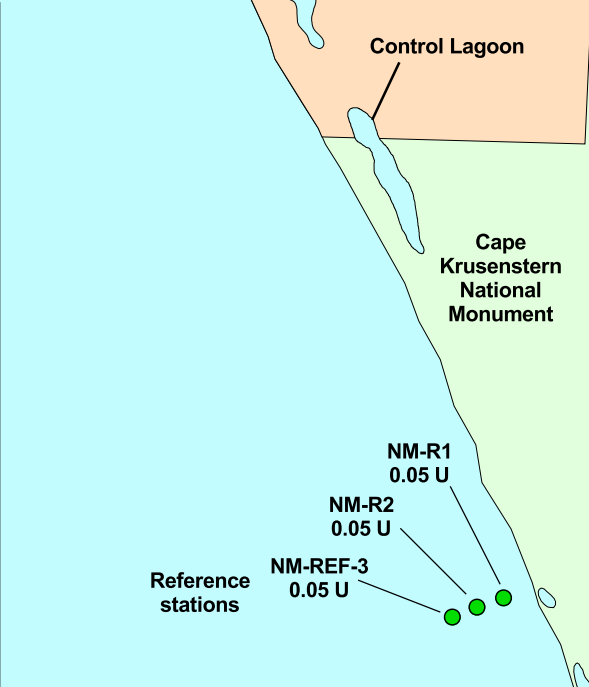 Control Lagoon
Cape
Krusenstern
National
Monument
NM-R1
0.05 U
NM-R2
0.05 U
NM-REF-3
0.05 U
Reference
stations